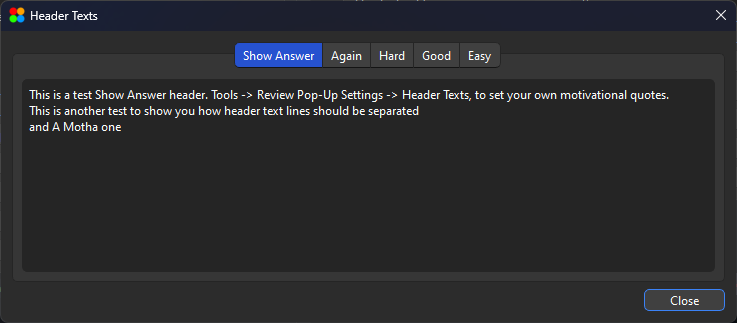 Header Texts
Show Answer Again Hard Good Easy
This is a test Show Answer header. Tools -> Review Pop-Up Settings -> Header Texts, to set your own motivational quotes.
This is another test to show you how header text lines should be separated
and A Motha one
Close